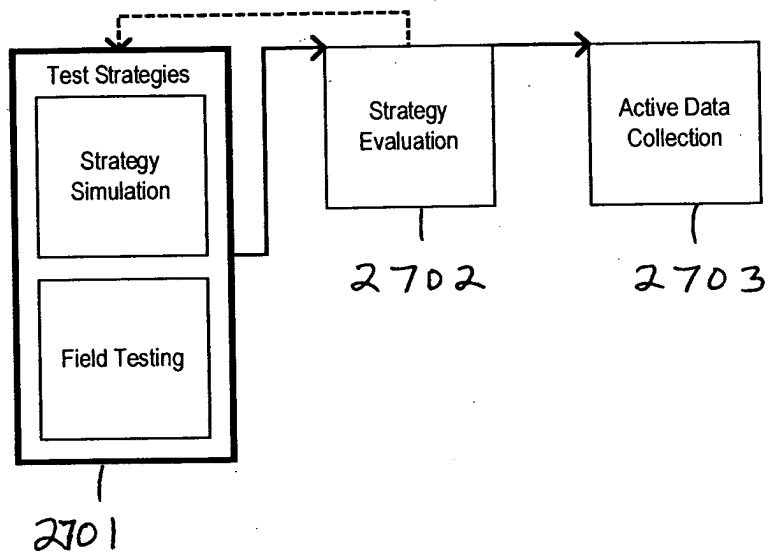 Test Strategies
Strategy
Simulation
Field Testing
2701
Strategy
Evaluation
2702
Active Data
Collection
2703